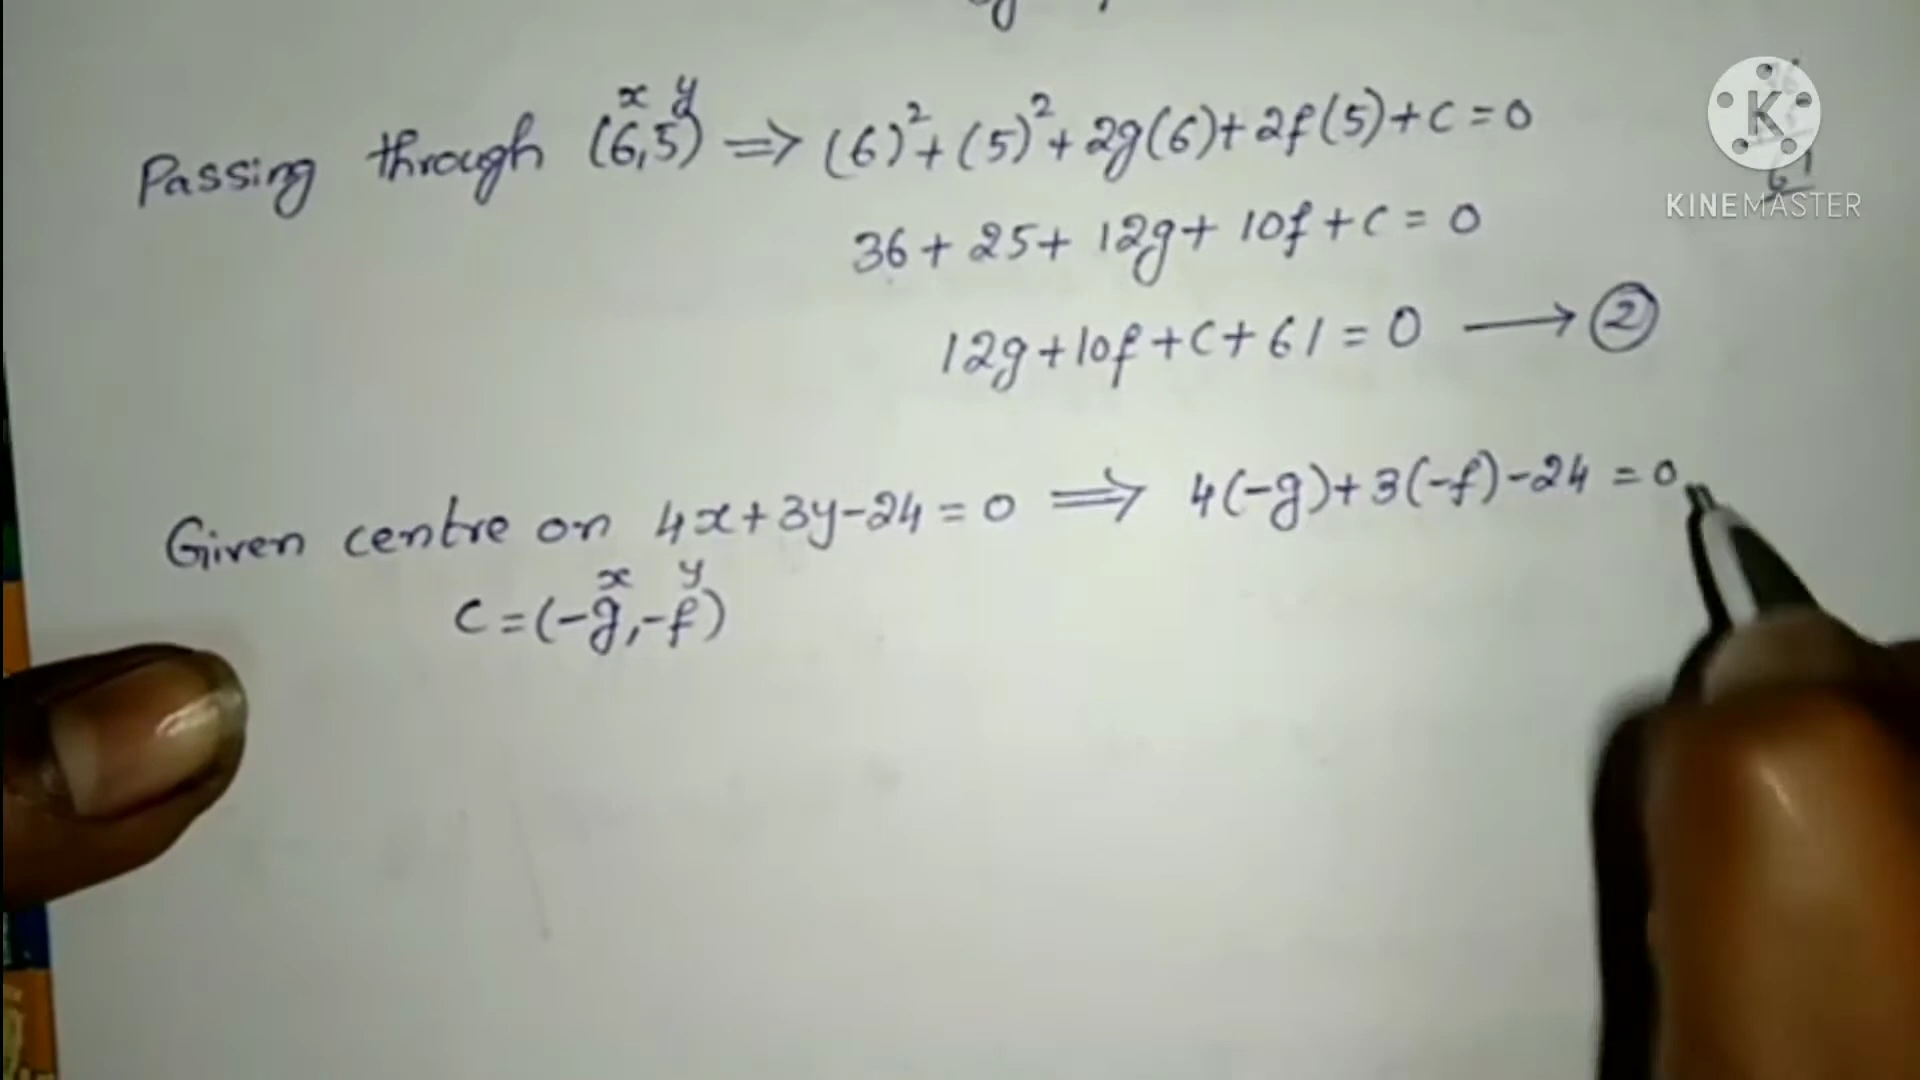 x y
Passing through (6,5) ⟹ (6)²+(5)²+2g(6)+2f(5)+c=0
36+25+12g+10f+c=0
12g+10f+c+61=0 ⟶ ②
Given centre on 4x+3y-24=0 ⟹ 4(-g)+3(-f)-24=0
x y
c=(-g,-f)
KINEMASTER